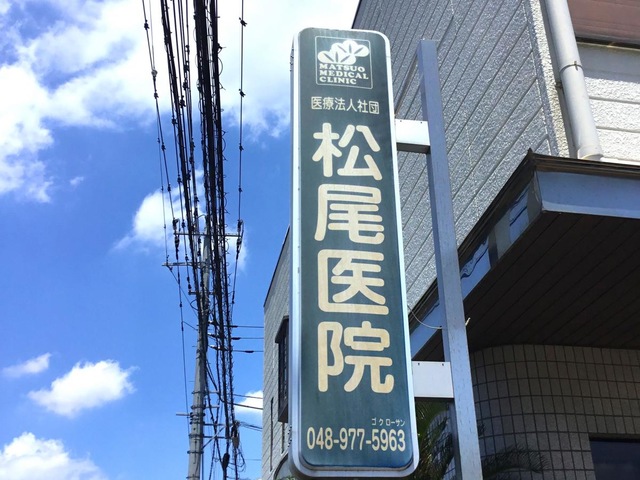 MATSUO
MEDICAL
CLINIC
医療法人社団
松尾医院
ゴクローサン
048-977-5963